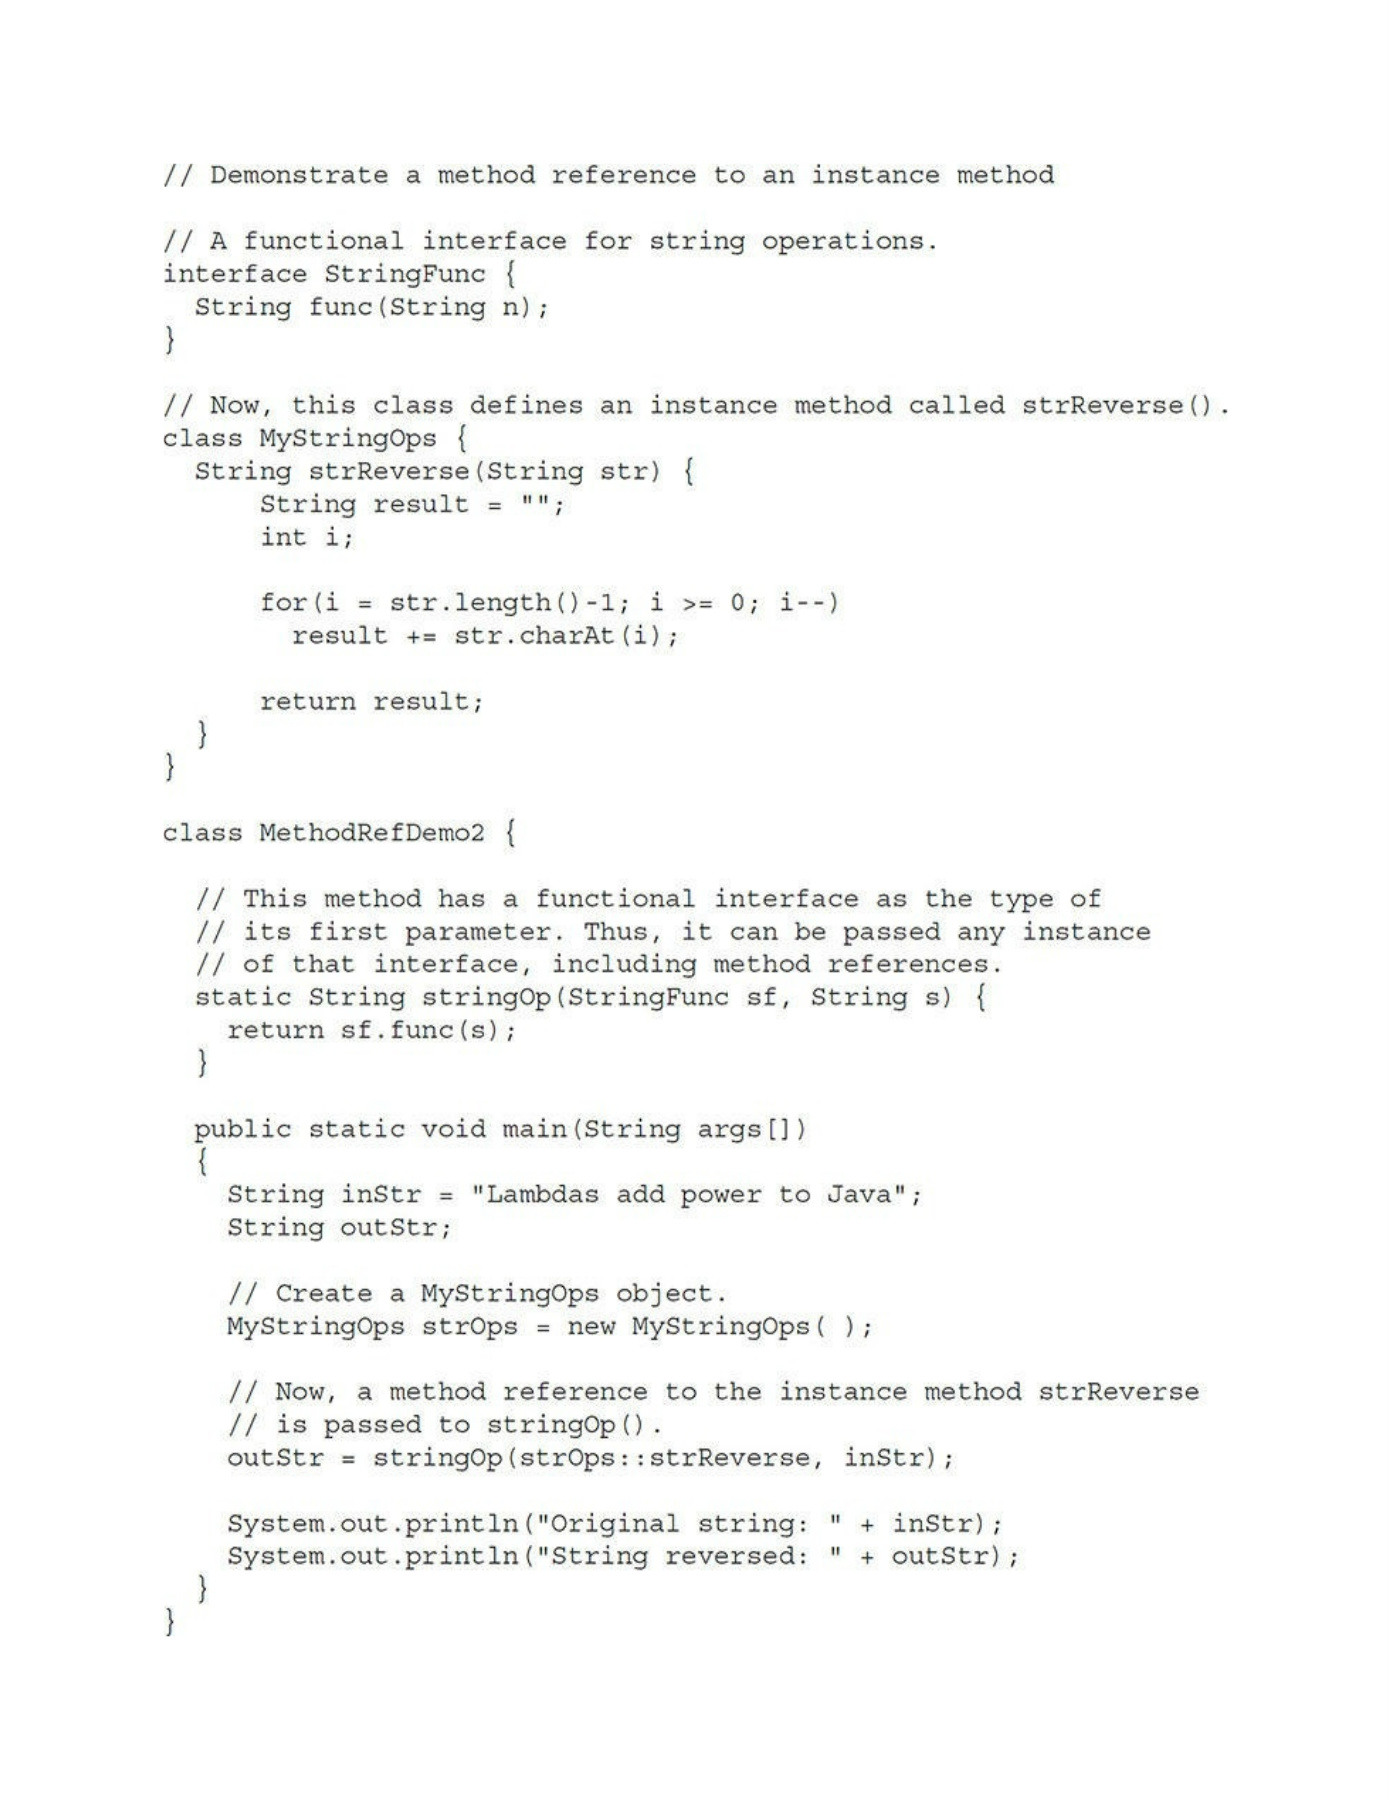 // Demonstrate a method reference to an instance method
// A functional interface for string operations.
interface StringFunc {
  String func(String n);
}
// Now, this class defines an instance method called strReverse().
class MyStringOps {
  String strReverse(String str) {
      String result = "";
      int i;
      for(i = str.length()-1; i >= 0; i--)
        result += str.charAt(i);
      return result;
  }
}
class MethodRefDemo2 {
  // This method has a functional interface as the type of
  // its first parameter. Thus, it can be passed any instance
  // of that interface, including method references.
  static String stringOp(StringFunc sf, String s) {
    return sf.func(s);
  }
  public static void main(String args[])
  {
    String inStr = "Lambdas add power to Java";
    String outStr;
    // Create a MyStringOps object.
    MyStringOps strOps = new MyStringOps( );
    // Now, a method reference to the instance method strReverse
    // is passed to stringOp().
    outStr = stringOp(strOps::strReverse, inStr);
    System.out.println("Original string: " + inStr);
    System.out.println("String reversed: " + outStr);
  }
}